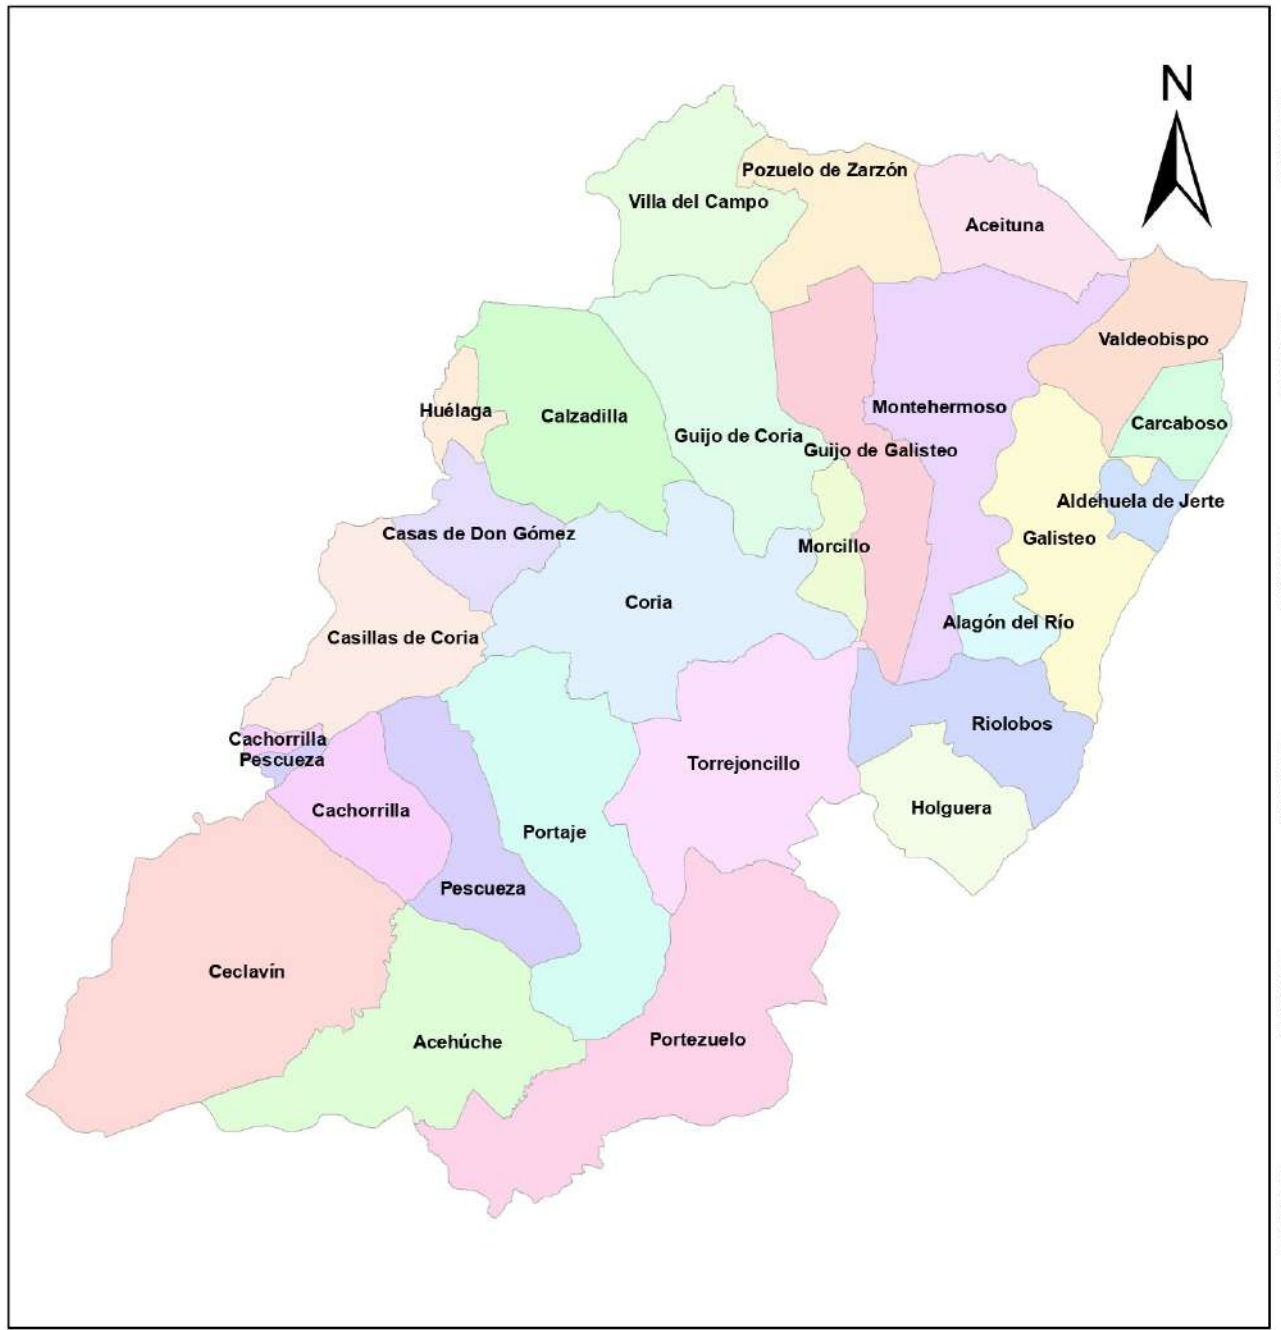 N
Pozuelo de Zarzón
Villa del Campo
Aceituna
Valdeobispo
Huélaga
Calzadilla
Montehermoso
Carcaboso
Guijo de Coria
Guijo de Galisteo
Aldehuela de Jerte
Casas de Don Gómez
Galisteo
Morcillo
Coria
Alagón del Río
Casillas de Coria
Riolobos
Cachorrilla
Pescueza
Torrejoncillo
Cachorrilla
Holguera
Portaje
Pescueza
Ceclavín
Acehúche
Portezuelo